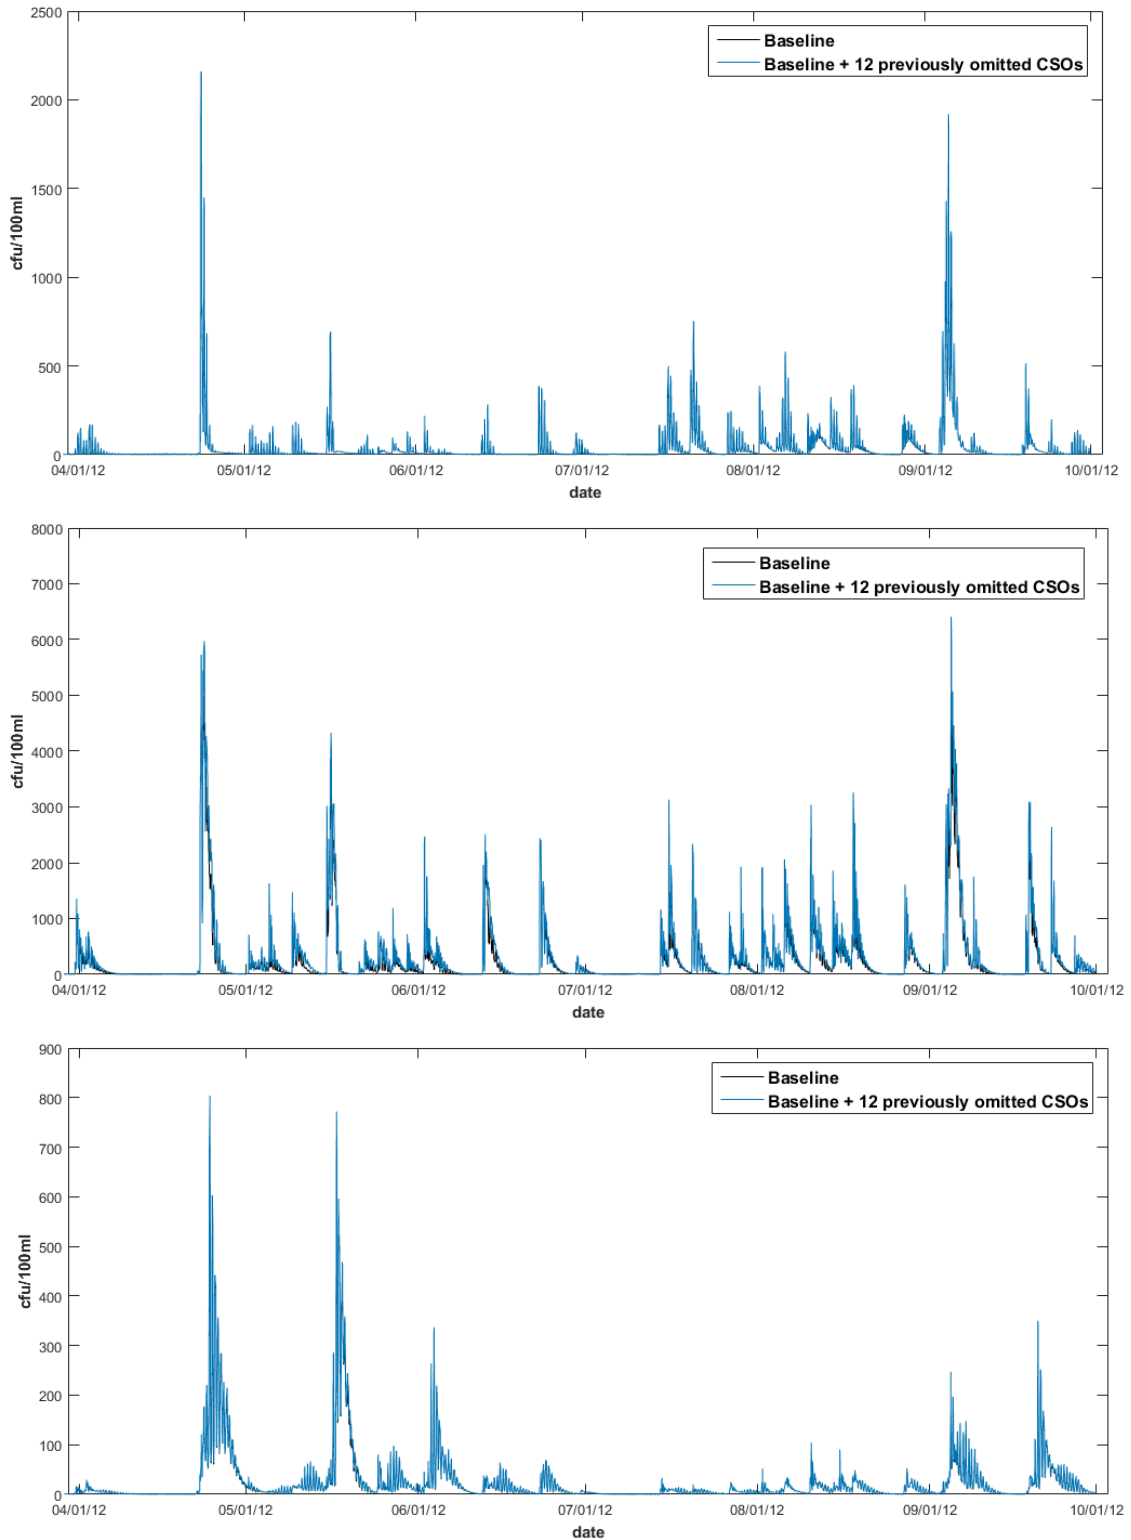 2500
2000
1500
1000
500
0
cfu/100ml
Baseline
Baseline + 12 previously omitted CSOs
04/01/12 05/01/12 06/01/12 07/01/12 08/01/12 09/01/12 10/01/12
date
8000
7000
6000
5000
4000
3000
2000
1000
0
cfu/100ml
Baseline
Baseline + 12 previously omitted CSOs
04/01/12 05/01/12 06/01/12 07/01/12 08/01/12 09/01/12 10/01/12
date
900
800
700
600
500
400
300
200
100
0
cfu/100ml
Baseline
Baseline + 12 previously omitted CSOs
04/01/12 05/01/12 06/01/12 07/01/12 08/01/12 09/01/12 10/01/12
date